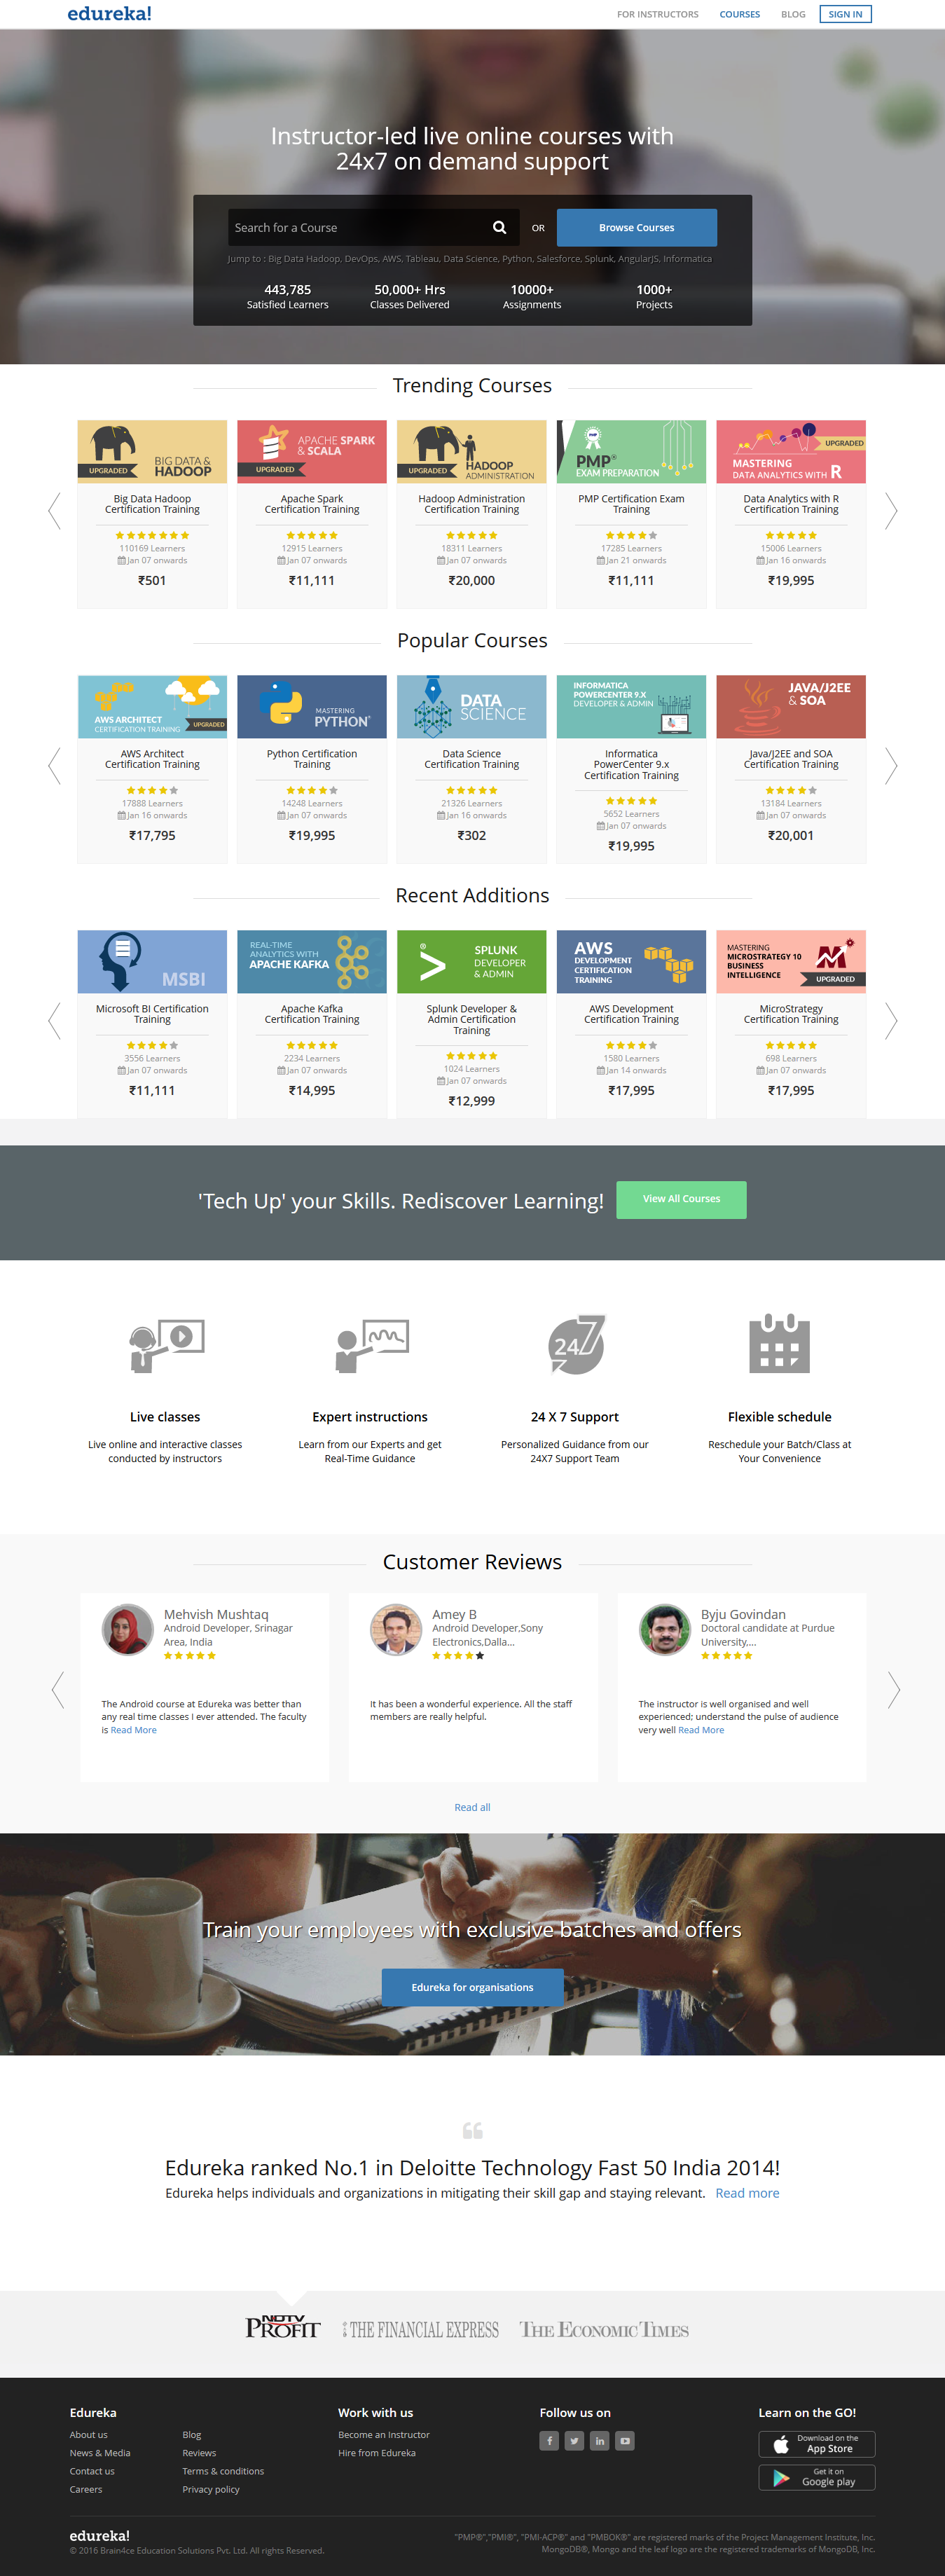 edureka!
FOR INSTRUCTORS COURSES BLOG SIGN IN
Instructor-led live online courses with
24x7 on demand support
Search for a Course OR Browse Courses
Jump to : Big Data Hadoop, DevOps, AWS, Tableau, Data Science, Python, Salesforce, Splunk, AngularJS, Informatica
443,785 50,000+ Hrs 10000+ 1000+
Satisfied Learners Classes Delivered Assignments Projects
Trending Courses
UPGRADED BIG DATA &
HADOOP
Big Data Hadoop
Certification Training
110169 Learners
Jan 07 onwards
₹501
APACHE SPARK
& SCALA
UPGRADED
Apache Spark
Certification Training
12915 Learners
Jan 07 onwards
₹11,111
UPGRADED HADOOP
ADMINISTRATION
Hadoop Administration
Certification Training
18311 Learners
Jan 07 onwards
₹20,000
PMP
PMP®
EXAM PREPARATION
PMP Certification Exam
Training
17285 Learners
Jan 21 onwards
₹11,111
UPGRADED
MASTERING
DATA ANALYTICS WITH R
Data Analytics with R
Certification Training
15006 Learners
Jan 16 onwards
₹19,995
Popular Courses
AWS ARCHITECT
CERTIFICATION TRAINING UPGRADED
AWS Architect
Certification Training
17888 Learners
Jan 16 onwards
₹17,795
MASTERING
PYTHON®
Python Certification
Training
14248 Learners
Jan 07 onwards
₹19,995
DATA
SCIENCE
Data Science
Certification Training
21326 Learners
Jan 16 onwards
₹302
INFORMATICA
POWERCENTER 9.X
DEVELOPER & ADMIN
Informatica
PowerCenter 9.x
Certification Training
5652 Learners
Jan 07 onwards
₹19,995
JAVA/J2EE
& SOA
Java/J2EE and SOA
Certification Training
13184 Learners
Jan 07 onwards
₹20,001
Recent Additions
MSBI
Microsoft BI Certification
Training
3556 Learners
Jan 07 onwards
₹11,111
REAL-TIME
ANALYTICS WITH
APACHE KAFKA
Apache Kafka
Certification Training
2234 Learners
Jan 07 onwards
₹14,995
®
SPLUNK
DEVELOPER
& ADMIN
Splunk Developer &
Admin Certification
Training
1024 Learners
Jan 07 onwards
₹12,999
AWS
DEVELOPMENT
CERTIFICATION
TRAINING
AWS Development
Certification Training
1580 Learners
Jan 14 onwards
₹17,995
MASTERING
MICROSTRATEGY 10
BUSINESS
INTELLIGENCE
UPGRADED
MicroStrategy
Certification Training
698 Learners
Jan 07 onwards
₹17,995
'Tech Up' your Skills. Rediscover Learning! View All Courses
24 7
Live classes
Live online and interactive classes
conducted by instructors
Expert instructions
Learn from our Experts and get
Real-Time Guidance
24 X 7 Support
Personalized Guidance from our
24X7 Support Team
Flexible schedule
Reschedule your Batch/Class at
Your Convenience
Customer Reviews
Mehvish Mushtaq
Android Developer, Srinagar
Area, India
The Android course at Edureka was better than
any real time classes I ever attended. The faculty
is Read More
Amey B
Android Developer,Sony
Electronics,Dalla...
It has been a wonderful experience. All the staff
members are really helpful.
Byju Govindan
Doctoral candidate at Purdue
University,...
The instructor is well organised and well
experienced; understand the pulse of audience
very well Read More
Read all
Train your employees with exclusive batches and offers
Edureka for organisations
Edureka ranked No.1 in Deloitte Technology Fast 50 India 2014!
Edureka helps individuals and organizations in mitigating their skill gap and staying relevant. Read more
NDTV
PROFIT
THE FINANCIAL EXPRESS
THE ECONOMIC TIMES
Edureka
About us
News & Media
Contact us
Careers
Blog
Reviews
Terms & conditions
Privacy policy
Work with us
Become an Instructor
Hire from Edureka
Follow us on
Learn on the GO!
Download on the
App Store
Get it on
Google play
edureka!
© 2016 Brain4ce Education Solutions Pvt. Ltd. All rights Reserved.
"PMP®","PMI®", "PMI-ACP®" and "PMBOK®" are registered marks of the Project Management Institute, Inc.
MongoDB®, Mongo and the leaf logo are the registered trademarks of MongoDB, Inc.